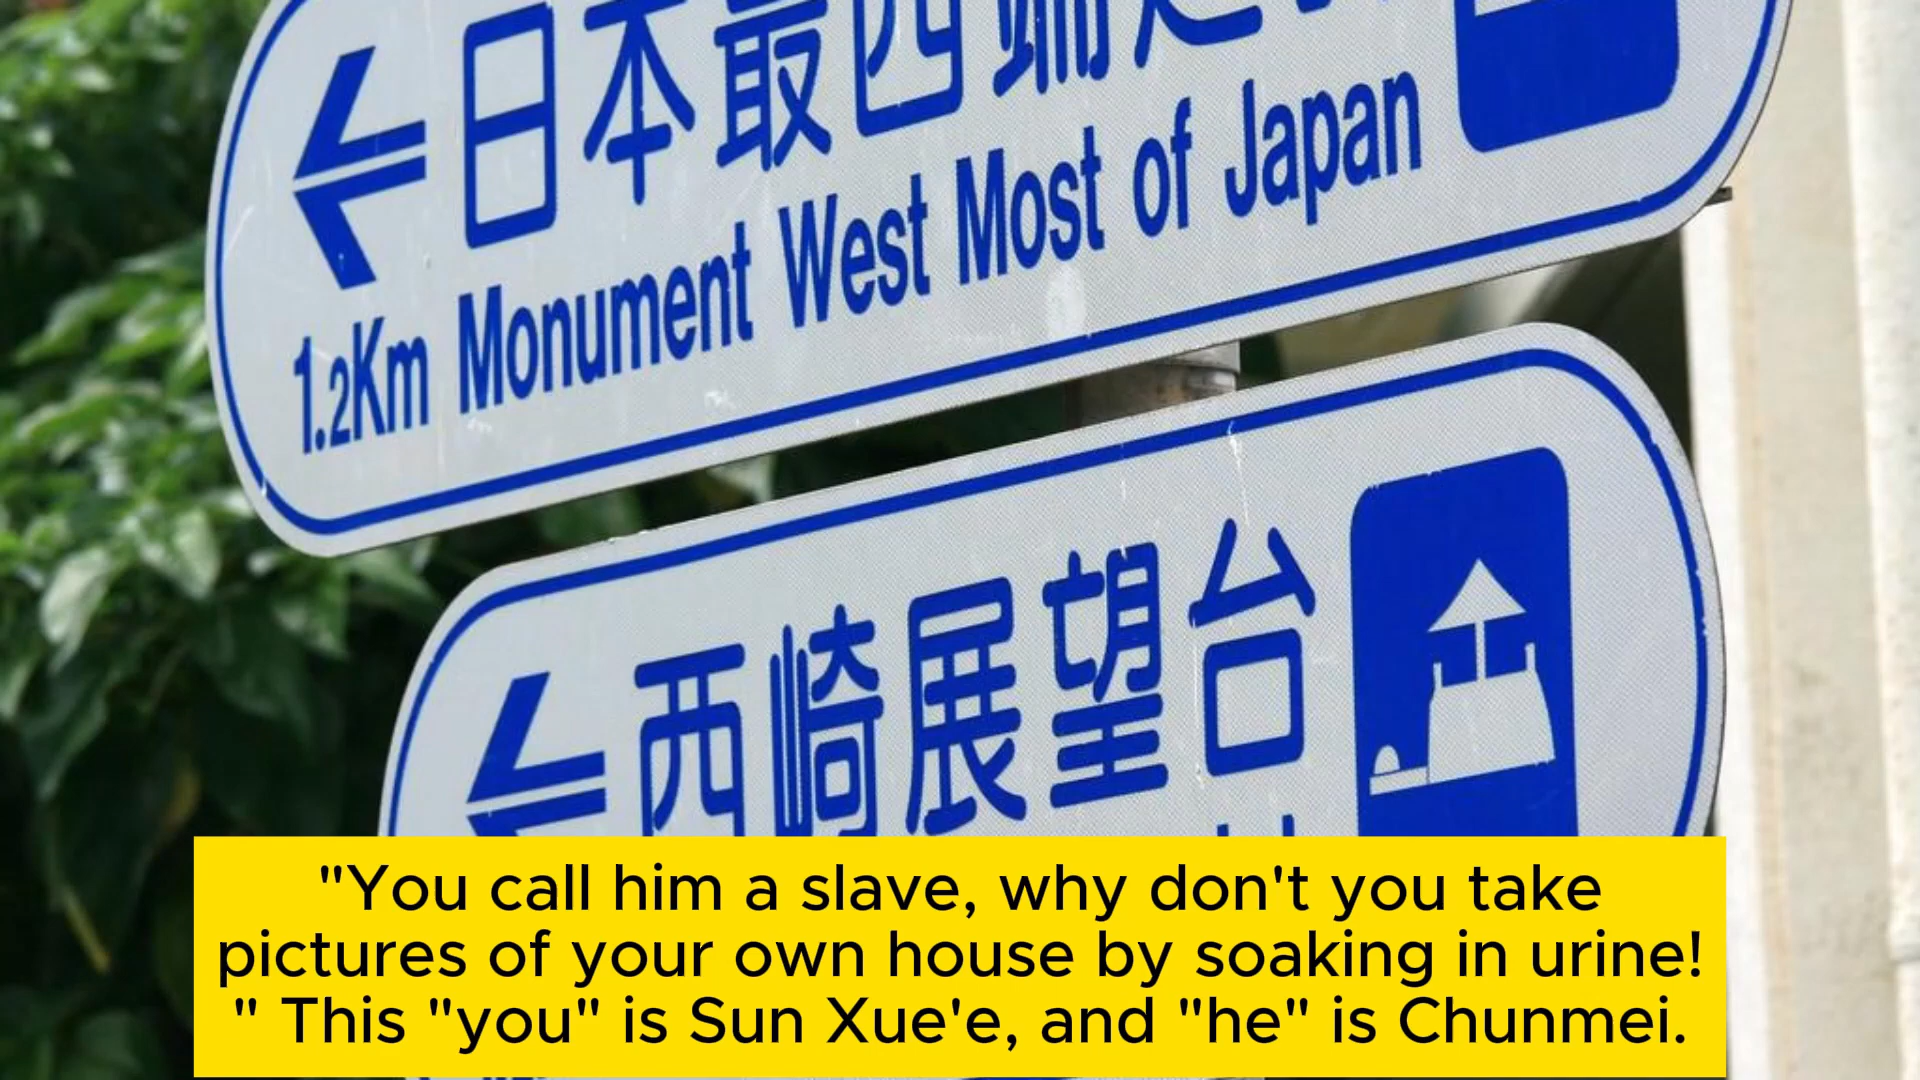 日本最西端
1.2Km Monument West Most of Japan
西崎展望台
"You call him a slave, why don't you take
pictures of your own house by soaking in urine!
" This "you" is Sun Xue'e, and "he" is Chunmei.